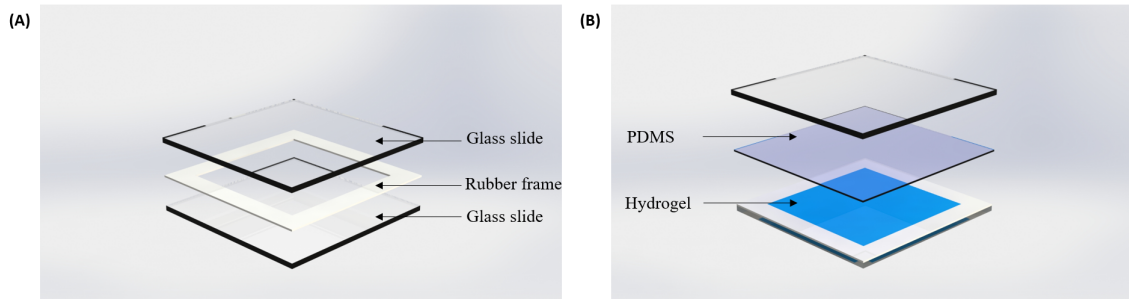 (A)
Glass slide
Rubber frame
Glass slide
(B)
PDMS
Hydrogel